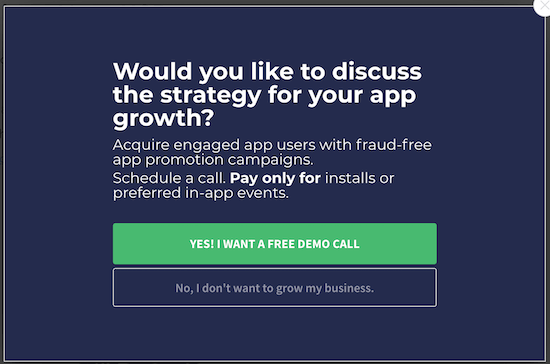 Would you like to discuss
the strategy for your app
growth?
Acquire engaged app users with fraud-free
app promotion campaigns.
Schedule a call. Pay only for installs or
preferred in-app events.
YES! I WANT A FREE DEMO CALL
No, I don't want to grow my business.